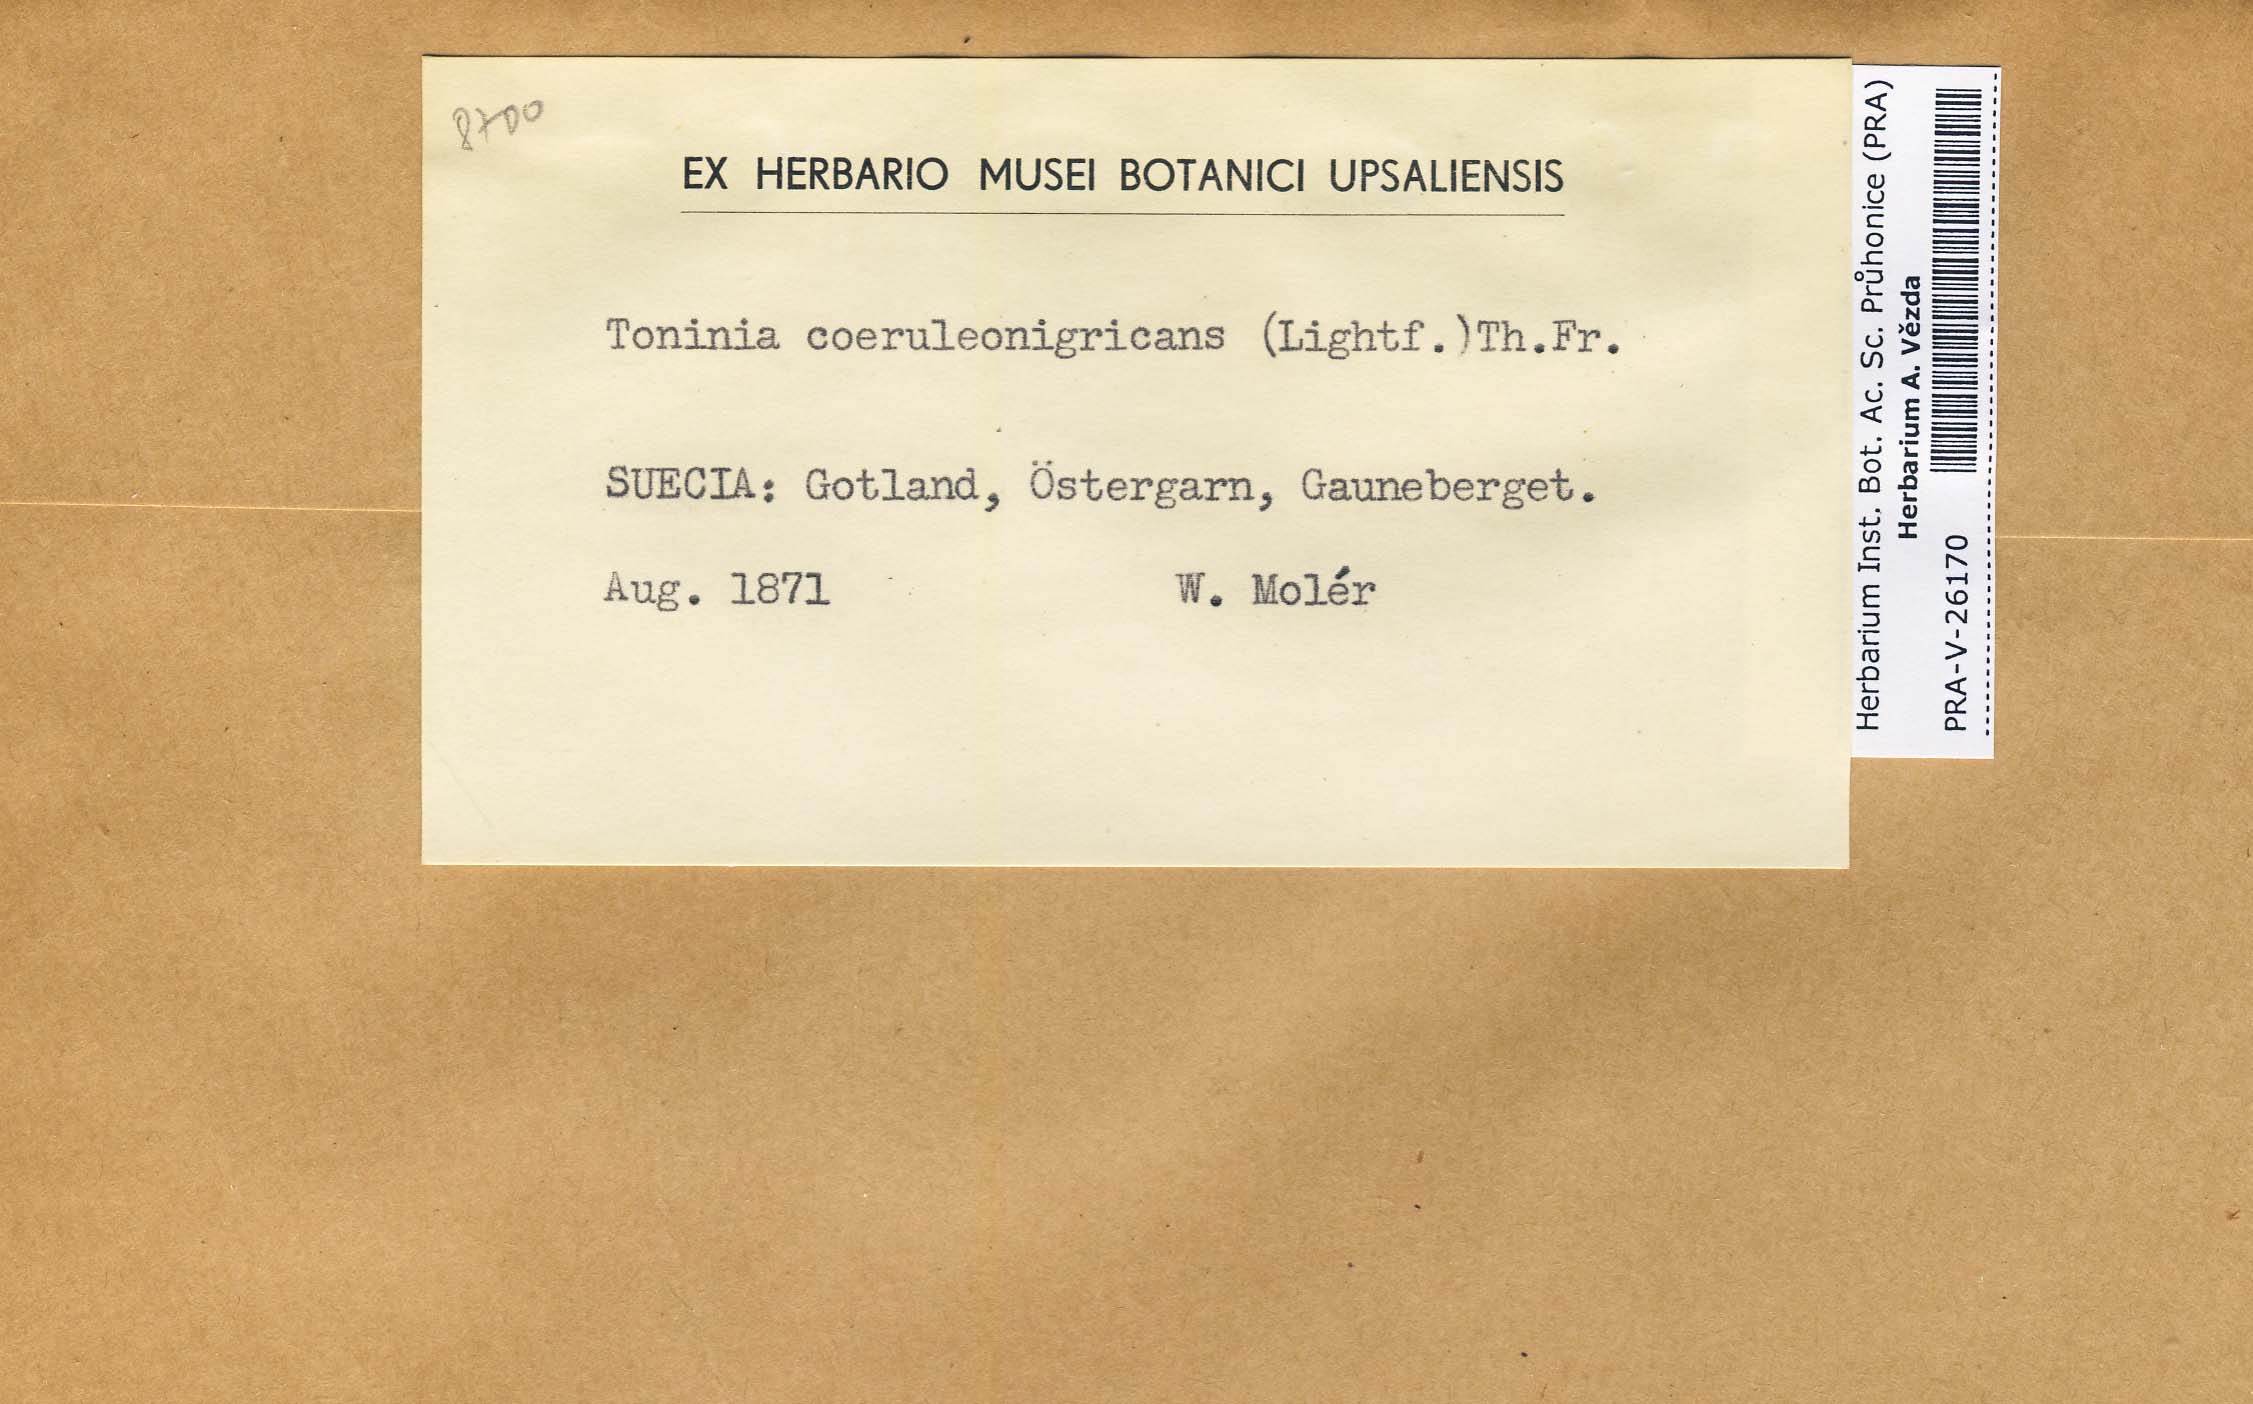 8700
EX HERBARIO MUSEI BOTANICI UPSALIENSIS
Toninia coeruleonigricans (Lightf.)Th.Fr.
SUECIA: Gotland, Östergarn, Gauneberget.
Aug. 1871 W. Molér
Herbarium Inst. Bot. Ac. Sc. Průhonice (PRA)
Herbarium A. Vězda
PRA-V-26170